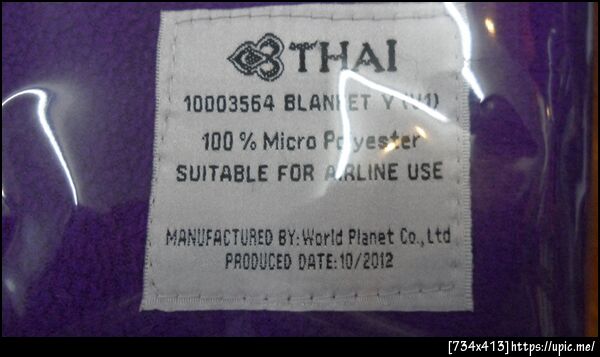 THAI
10003564 BLANKET Y (V1)
100 % Micro Polyester
SUITABLE FOR AIRLINE USE
MANUFACTURED BY: World Planet Co., Ltd
PRODUCED DATE: 10/2012
[734x413]https://upic.me/